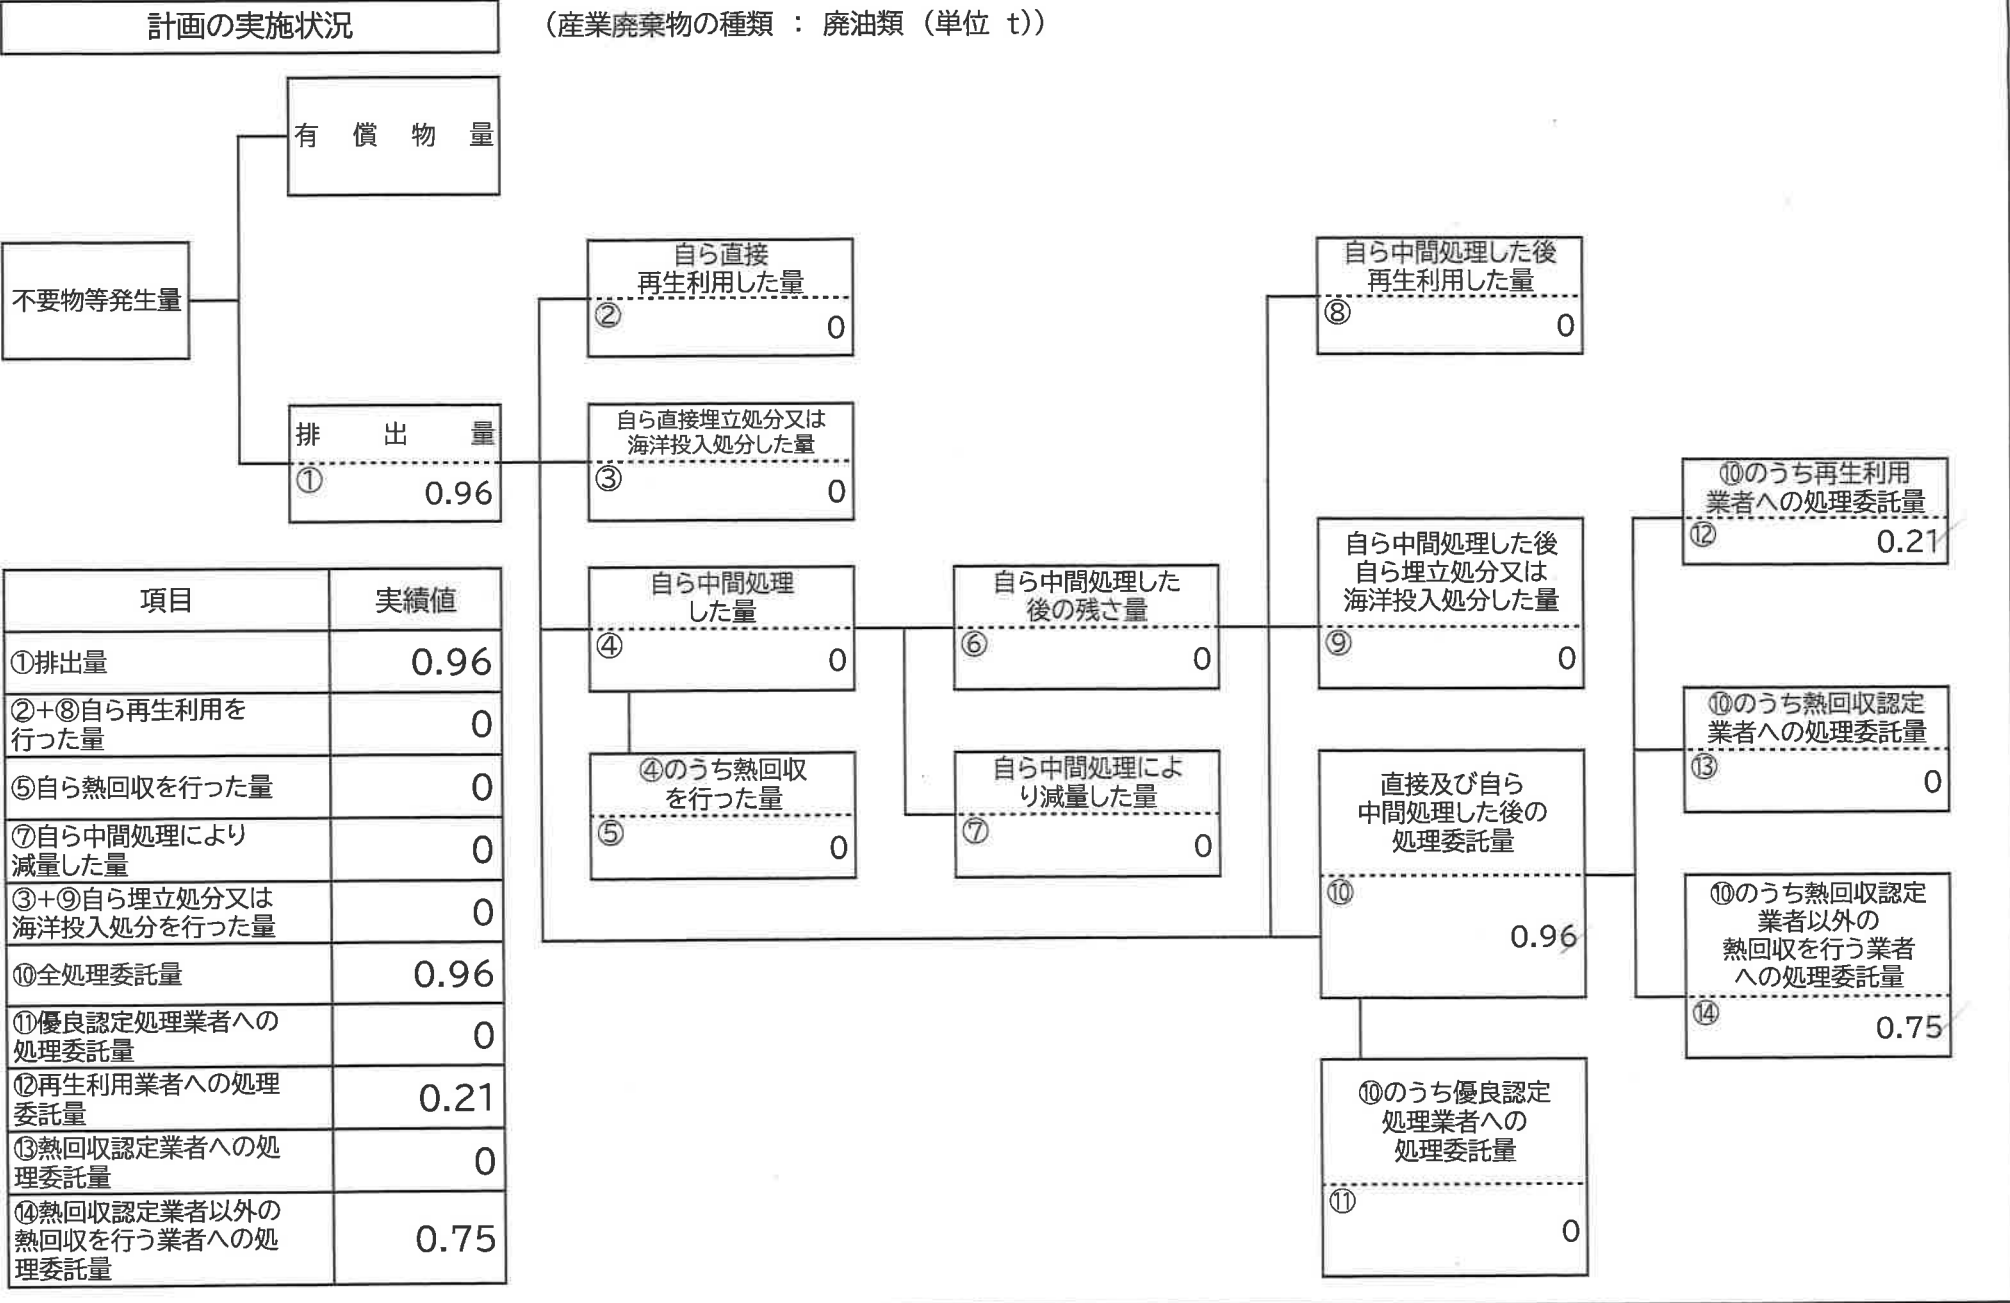 計画の実施状況
（産業廃棄物の種類 ： 廃油類（単位 t））
有償物量
不要物等発生量
排出量
① 0.96
自ら直接
再生利用した量
② 0
自ら直接埋立処分又は
海洋投入処分した量
③ 0
自ら中間処理
した量
④ 0
④のうち熱回収
を行った量
⑤ 0
自ら中間処理した
後の残さ量
⑥ 0
自ら中間処理によ
り減量した量
⑦ 0
自ら中間処理した後
再生利用した量
⑧ 0
自ら中間処理した後
自ら埋立処分又は
海洋投入処分した量
⑨ 0
直接及び自ら
中間処理した後の
処理委託量
⑩
0.96
⑩のうち優良認定
処理業者への
処理委託量
⑪
0
⑩のうち再生利用
業者への処理委託量
⑫ 0.21
⑩のうち熱回収認定
業者への処理委託量
⑬ 0
⑩のうち熱回収認定
業者以外の
熱回収を行う業者
への処理委託量
⑭ 0.75
項目 実績値
①排出量 0.96
②+⑧自ら再生利用を
行った量 0
⑤自ら熱回収を行った量 0
⑦自ら中間処理により
減量した量 0
③+⑨自ら埋立処分又は
海洋投入処分を行った量 0
⑩全処理委託量 0.96
⑪優良認定処理業者への
処理委託量 0
⑫再生利用業者への処理
委託量 0.21
⑬熱回収認定業者への処
理委託量 0
⑭熱回収認定業者以外の
熱回収を行う業者への処
理委託量 0.75